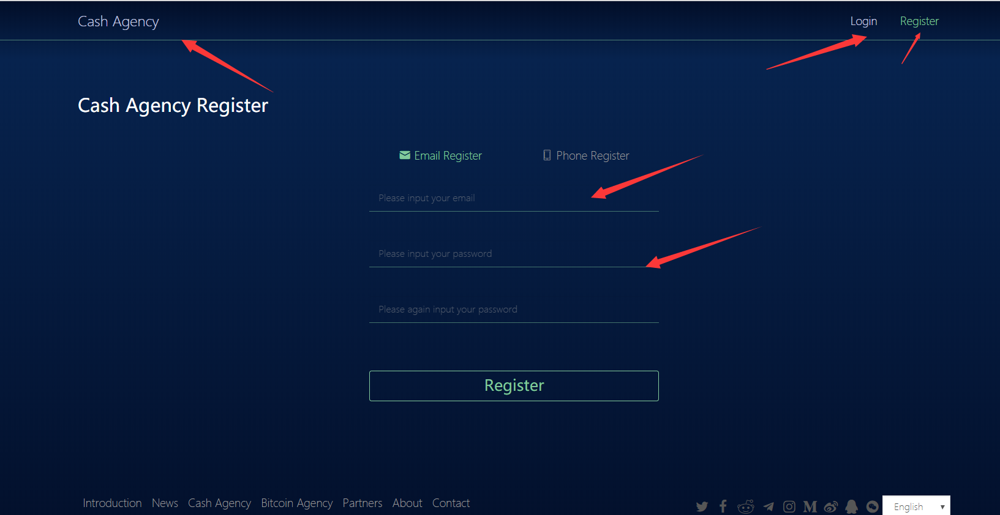 Cash Agency
Login Register
Cash Agency Register
Email Register Phone Register
Please input your email
Please input your password
Please again input your password
Register
Introduction News Cash Agency Bitcoin Agency Partners About Contact
English